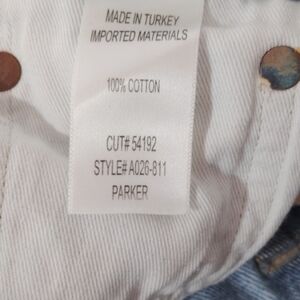 MADE IN TURKEY
IMPORTED MATERIALS
100% COTTON
CUT# 54192
STYLE# A026-811
PARKER